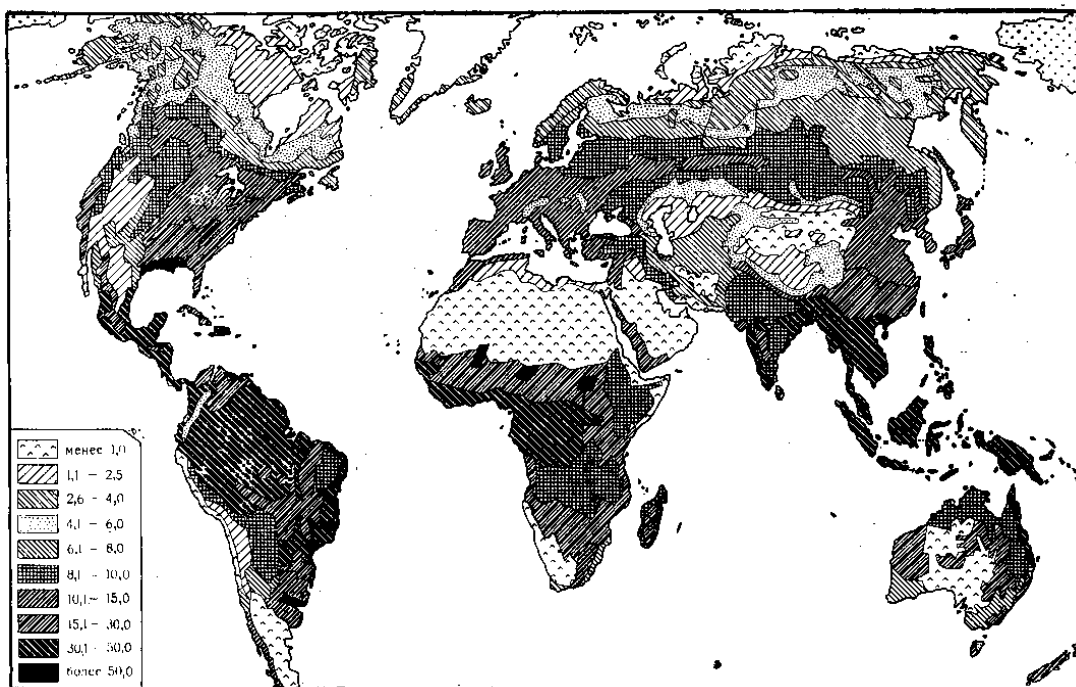 менее 1,0
1,1 – 2,5
2,6 – 4,0
4,1 – 6,0
6,1 – 8,0
8,1 – 10,0
10,1 – 15,0
15,1 – 30,0
30,1 – 50,0
более 50,0